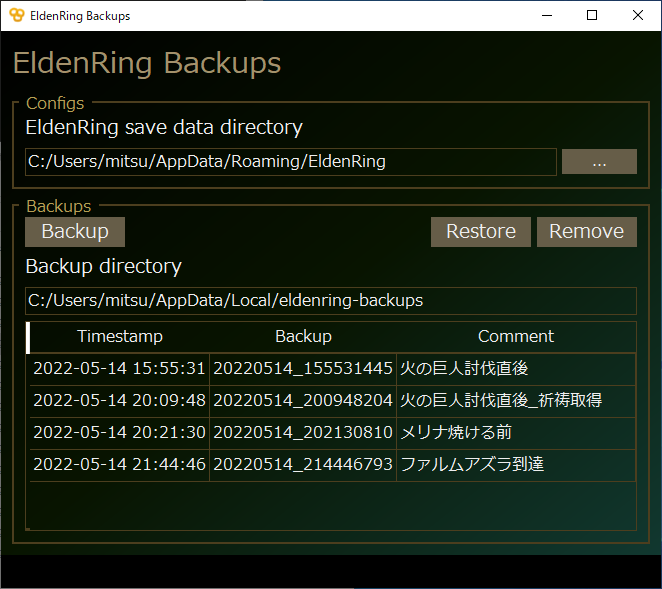 EldenRing Backups
EldenRing Backups
Configs
EldenRing save data directory
C:/Users/mitsu/AppData/Roaming/EldenRing ...
Backups
Backup Restore Remove
Backup directory
C:/Users/mitsu/AppData/Local/eldenring-backups
Timestamp Backup Comment
2022-05-14 15:55:31 20220514_155531445 火の巨人討伐直後
2022-05-14 20:09:48 20220514_200948204 火の巨人討伐直後_祈祷取得
2022-05-14 20:21:30 20220514_202130810 メリナ焼ける前
2022-05-14 21:44:46 20220514_214446793 ファルムアズラ到達